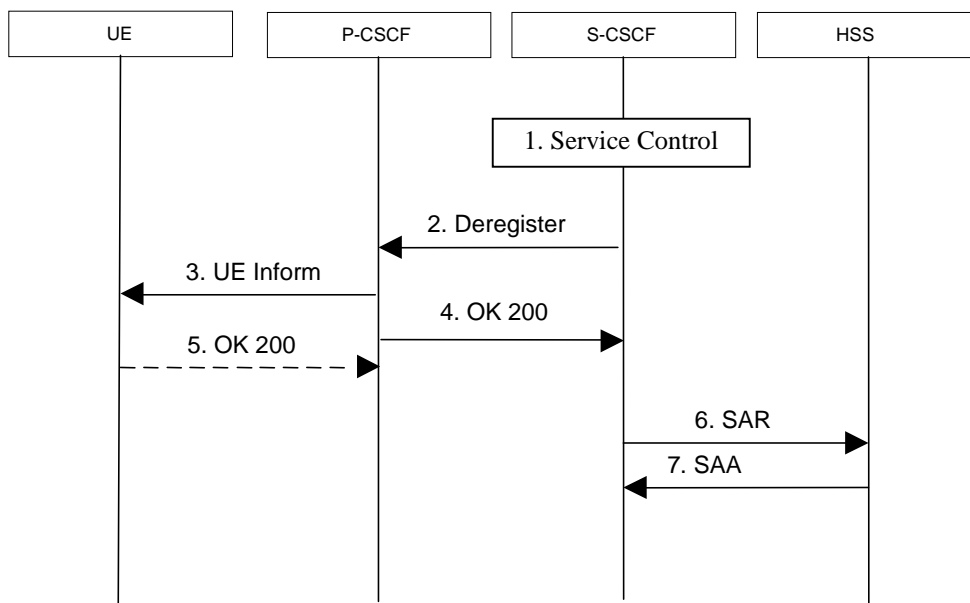 UE
P-CSCF
S-CSCF
HSS
1. Service Control
2. Deregister
3. UE Inform
4. OK 200
5. OK 200
6. SAR
7. SAA